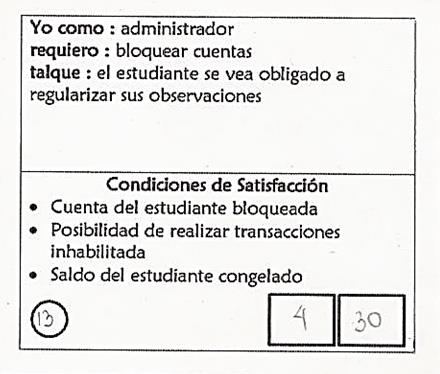 Yo como : administrador
requiero : bloquear cuentas
talque : el estudiante se vea obligado a
regularizar sus observaciones
Condiciones de Satisfacción
• Cuenta del estudiante bloqueada
• Posibilidad de realizar transacciones
inhabilitada
• Saldo del estudiante congelado
13 4 30